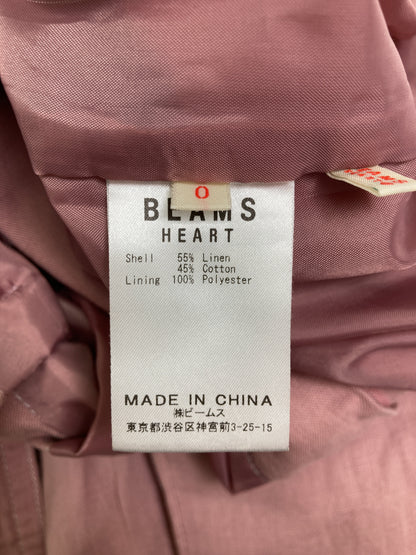 0
BEAMS
HEART
Shell 55% Linen
45% Cotton
Lining 100% Polyester
MADE IN CHINA
㈱ビームス
東京都渋谷区神宮前3-25-15
BEAMS